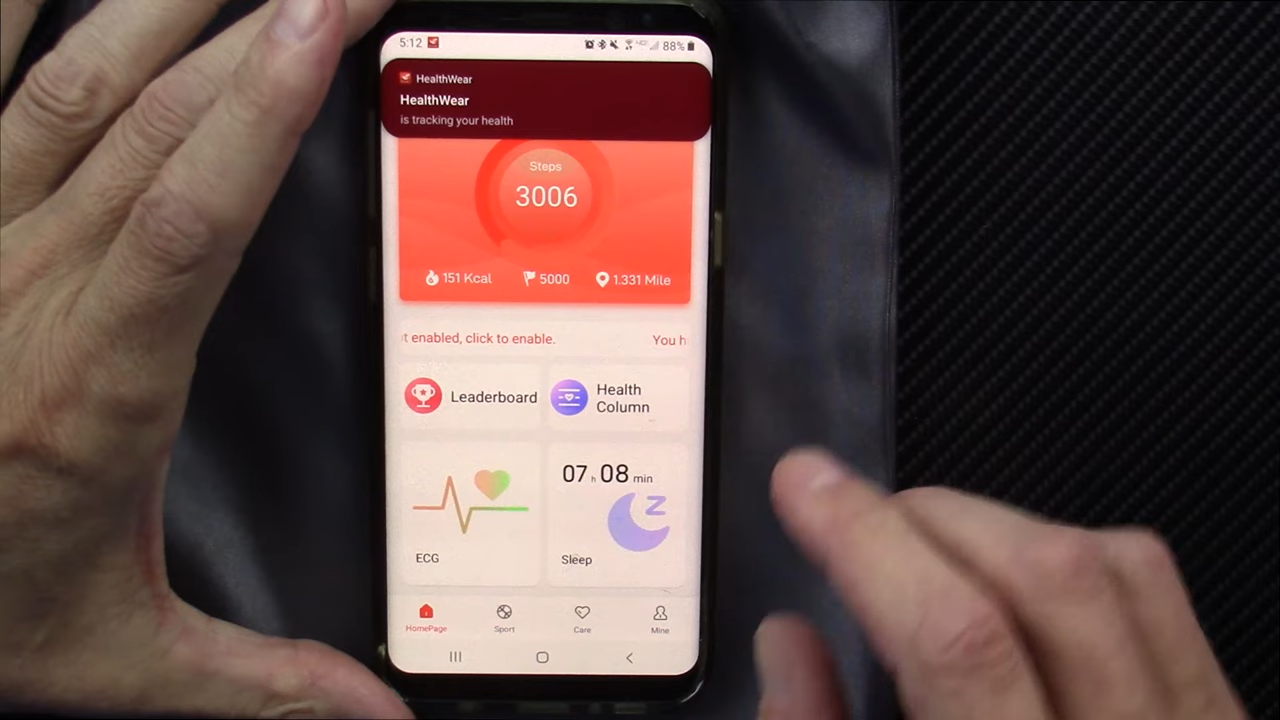 5:12
88%
HealthWear
HealthWear
is tracking your health
Steps
3006
151 Kcal
5000
1.331 Mile
t enabled, click to enable.
You h
Leaderboard
Health
Column
07 h 08 min
Z
ECG
Sleep
HomePage
Sport
Care
Mine